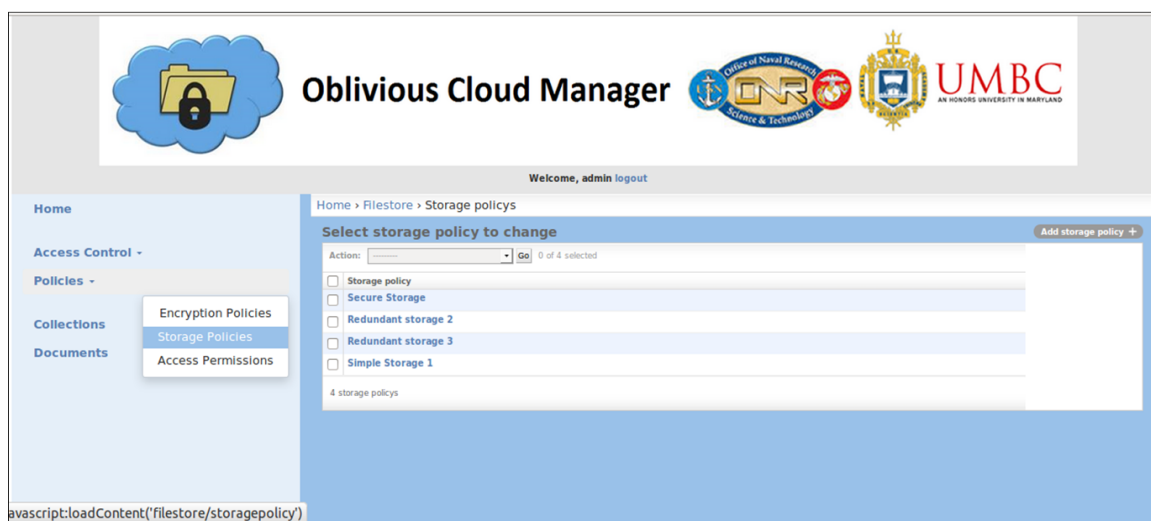 Oblivious Cloud Manager
Office of Naval Research
ONR
Science & Technology
UMBC
AN HONORS UNIVERSITY IN MARYLAND
Welcome, admin logout
Home
Access Control
Policies
Encryption Policies
Storage Policies
Access Permissions
Collections
Documents
Home › Filestore › Storage policys
Select storage policy to change
Add storage policy +
Action: --------- Go 0 of 4 selected
Storage policy
Secure Storage
Redundant storage 2
Redundant storage 3
Simple Storage 1
4 storage policys
avascript:loadContent('filestore/storagepolicy')